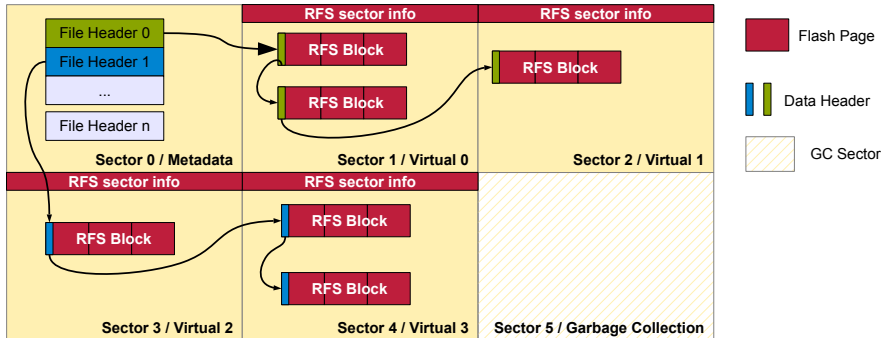 RFS sector info
RFS sector info
File Header 0
File Header 1
...
File Header n
Sector 0 / Metadata
RFS Block
RFS Block
Sector 1 / Virtual 0
RFS Block
Sector 2 / Virtual 1
RFS sector info
RFS Block
Sector 3 / Virtual 2
RFS sector info
RFS Block
RFS Block
Sector 4 / Virtual 3
Sector 5 / Garbage Collection
Flash Page
Data Header
GC Sector